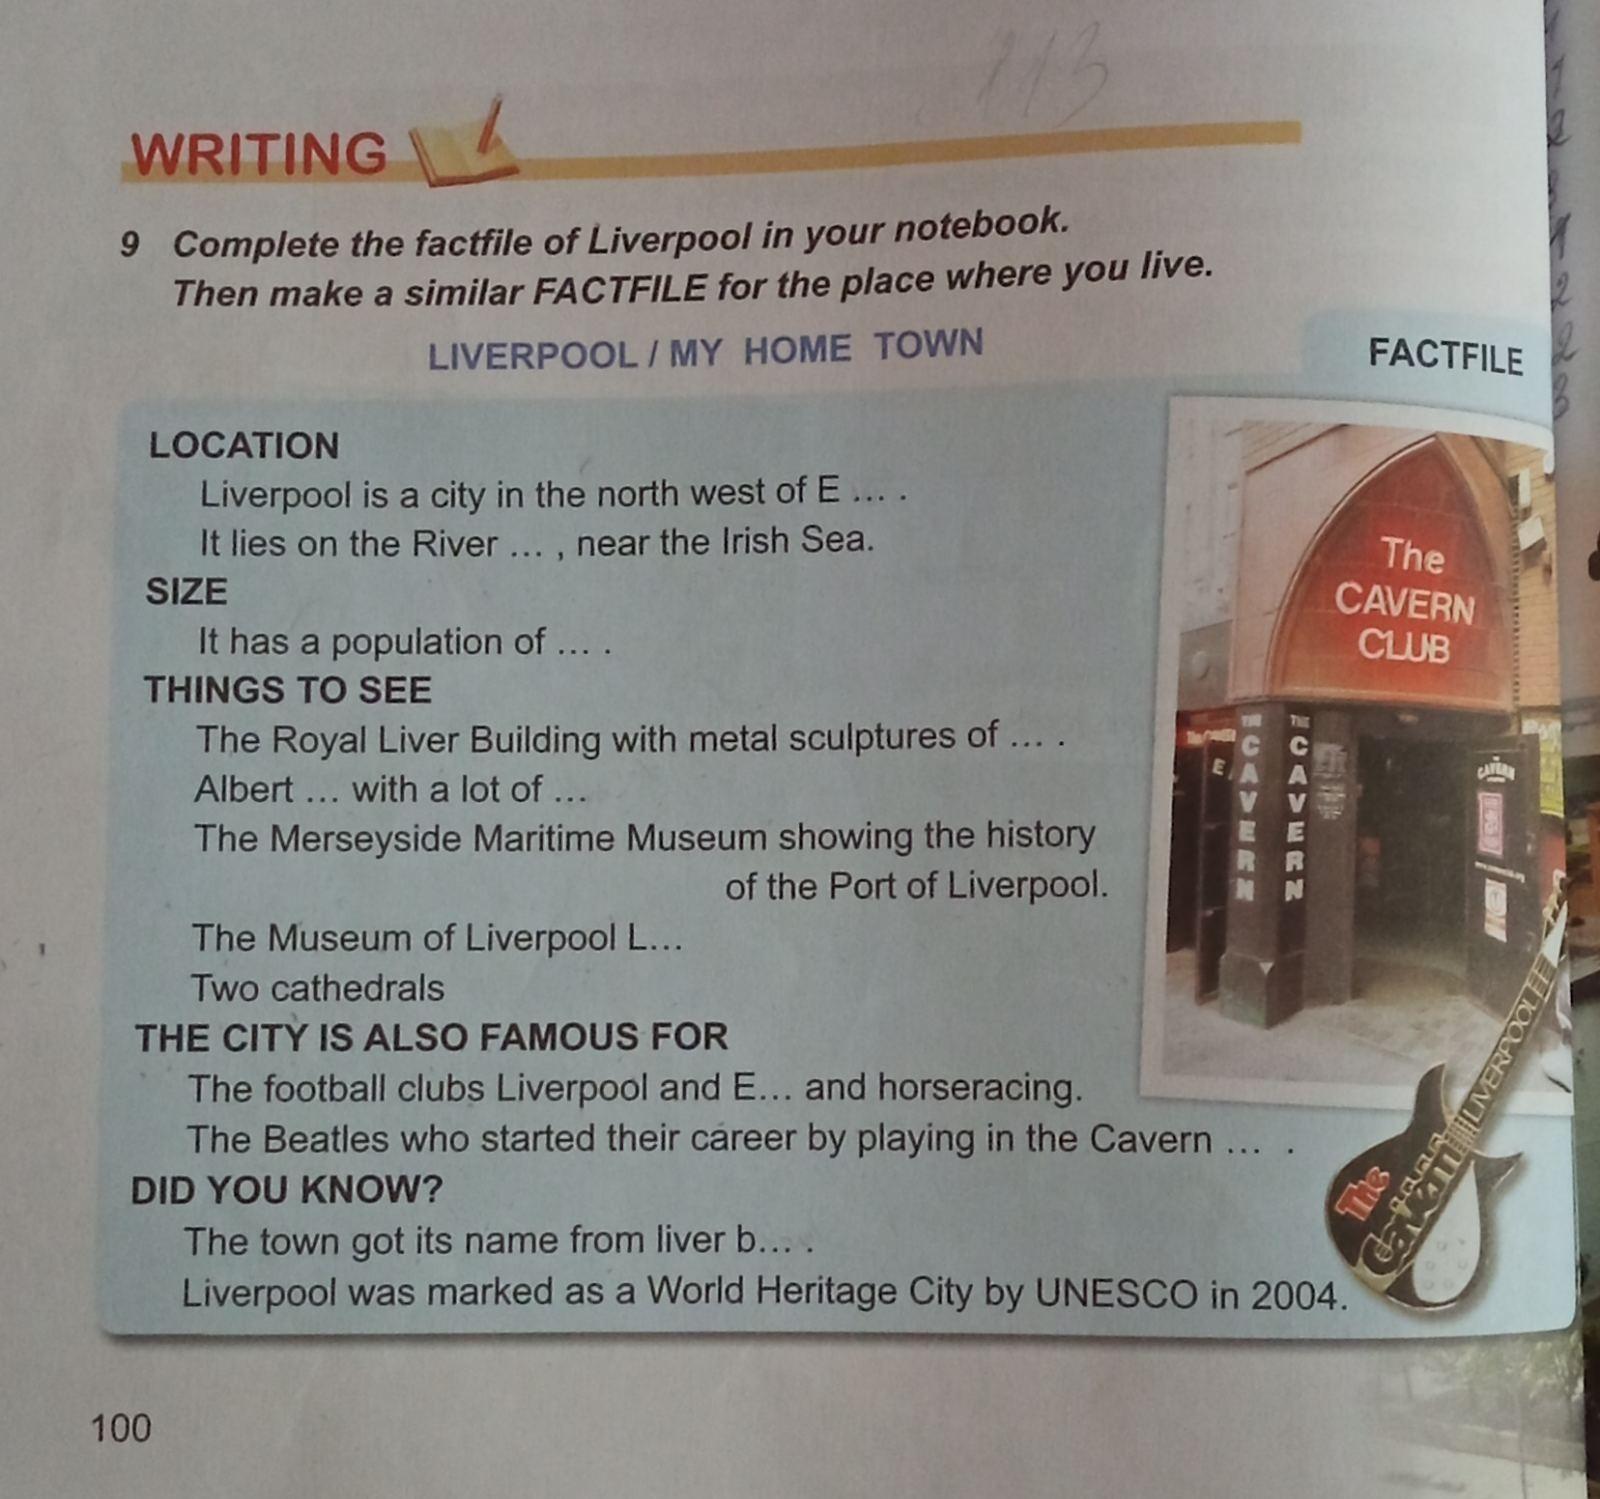 113
WRITING
9 Complete the factfile of Liverpool in your notebook.
Then make a similar FACTFILE for the place where you live.
LIVERPOOL / MY HOME TOWN
FACTFILE
LOCATION
Liverpool is a city in the north west of E ... .
It lies on the River ... , near the Irish Sea.
SIZE
It has a population of ... .
THINGS TO SEE
The Royal Liver Building with metal sculptures of ... .
Albert ... with a lot of ...
The Merseyside Maritime Museum showing the history
of the Port of Liverpool.
The Museum of Liverpool L...
Two cathedrals
THE CITY IS ALSO FAMOUS FOR
The football clubs Liverpool and E... and horseracing.
The Beatles who started their career by playing in the Cavern ... .
DID YOU KNOW?
The town got its name from liver b... .
Liverpool was marked as a World Heritage City by UNESCO in 2004.
The
CAVERN
CLUB
THE CAVERN
THE CAVERN
CAVERN
LIVERPOOL
The
Cavern
100